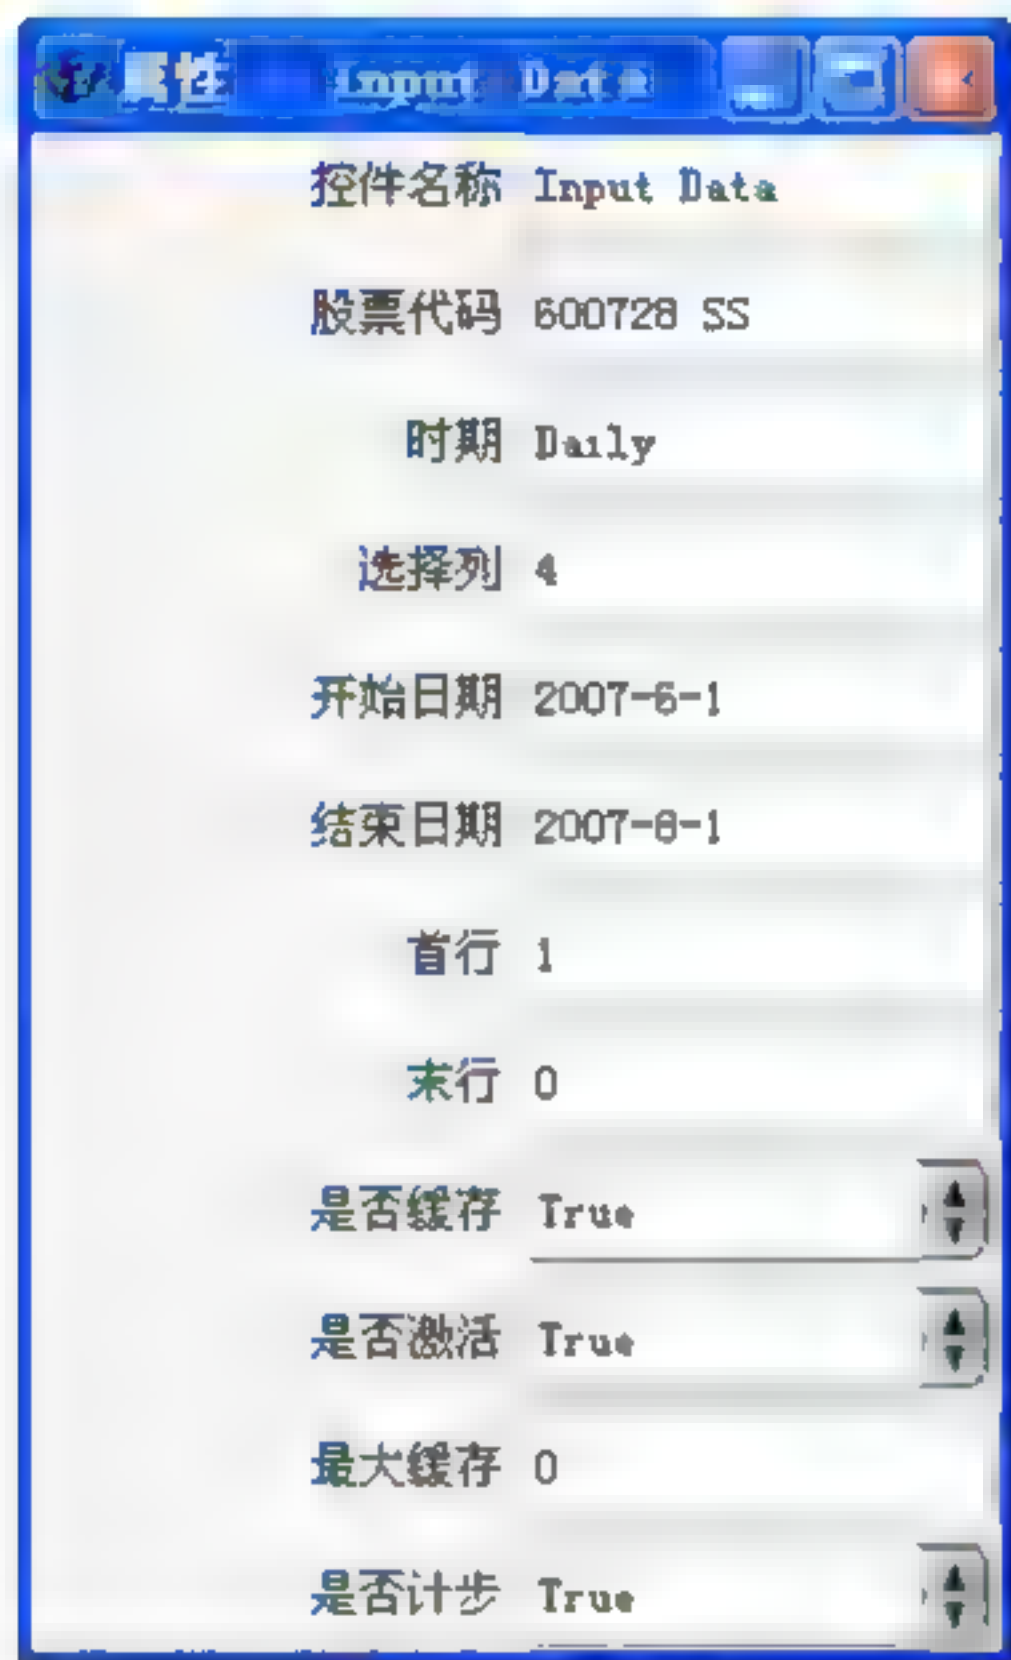 属性 Input Data
控件名称 Input Data
股票代码 600728 SS
时期 Daily
选择列 4
开始日期 2007-6-1
结束日期 2007-8-1
首行 1
末行 0
是否缓存 True
是否激活 True
最大缓存 0
是否计步 True